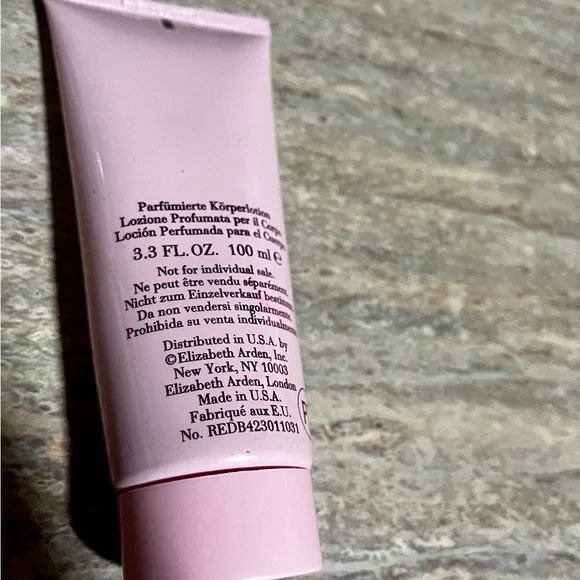 Parfümierte Körperlotion
Lozione Profumata per il Corpo
Loción Perfumada para el Cuerpo
3.3 FL.OZ. 100 ml ℮
Not for individual sale.
Ne peut être vendu séparément.
Nicht zum Einzelverkauf bestimmt.
Da non vendersi singolarmente.
Prohibida su venta individualmente
Distributed in U.S.A. by
©Elizabeth Arden, Inc.
New York, NY 10003
Elizabeth Arden, London
Made in U.S.A.
Fabriqué aux E.U.
No. REDB423011031